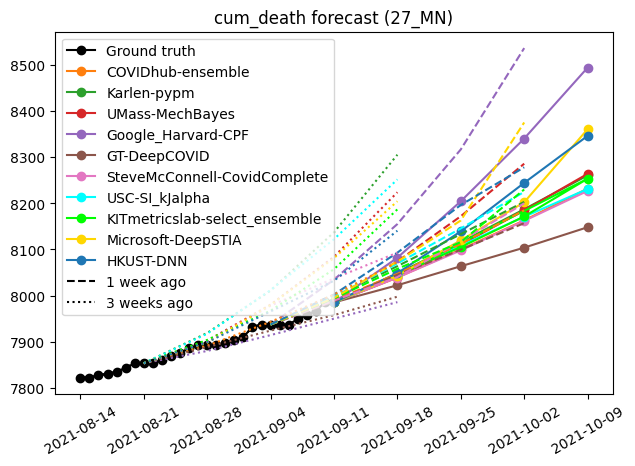 cum_death forecast (27_MN)
8500
8400
8300
8200
8100
8000
7900
7800
Ground truth
COVIDhub-ensemble
Karlen-pypm
UMass-MechBayes
Google_Harvard-CPF
GT-DeepCOVID
SteveMcConnell-CovidComplete
USC-SI_kJalpha
KITmetricslab-select_ensemble
Microsoft-DeepSTIA
HKUST-DNN
1 week ago
3 weeks ago
2021-08-14
2021-08-21
2021-08-28
2021-09-04
2021-09-11
2021-09-18
2021-09-25
2021-10-02
2021-10-09